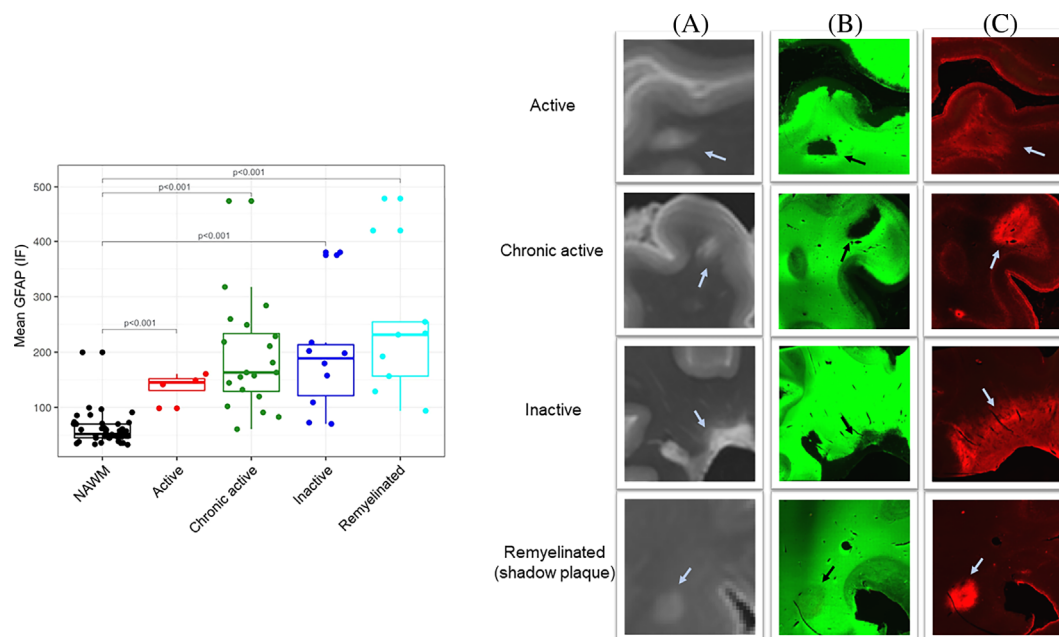 (A) (B) (C)
Active
Chronic active
Inactive
Remyelinated
(shadow plaque)
Mean GFAP (IF)
500
400
300
200
100
p<0.001
p<0.001
p<0.001
p<0.001
NAWM
Active
Chronic active
Inactive
Remyelinated